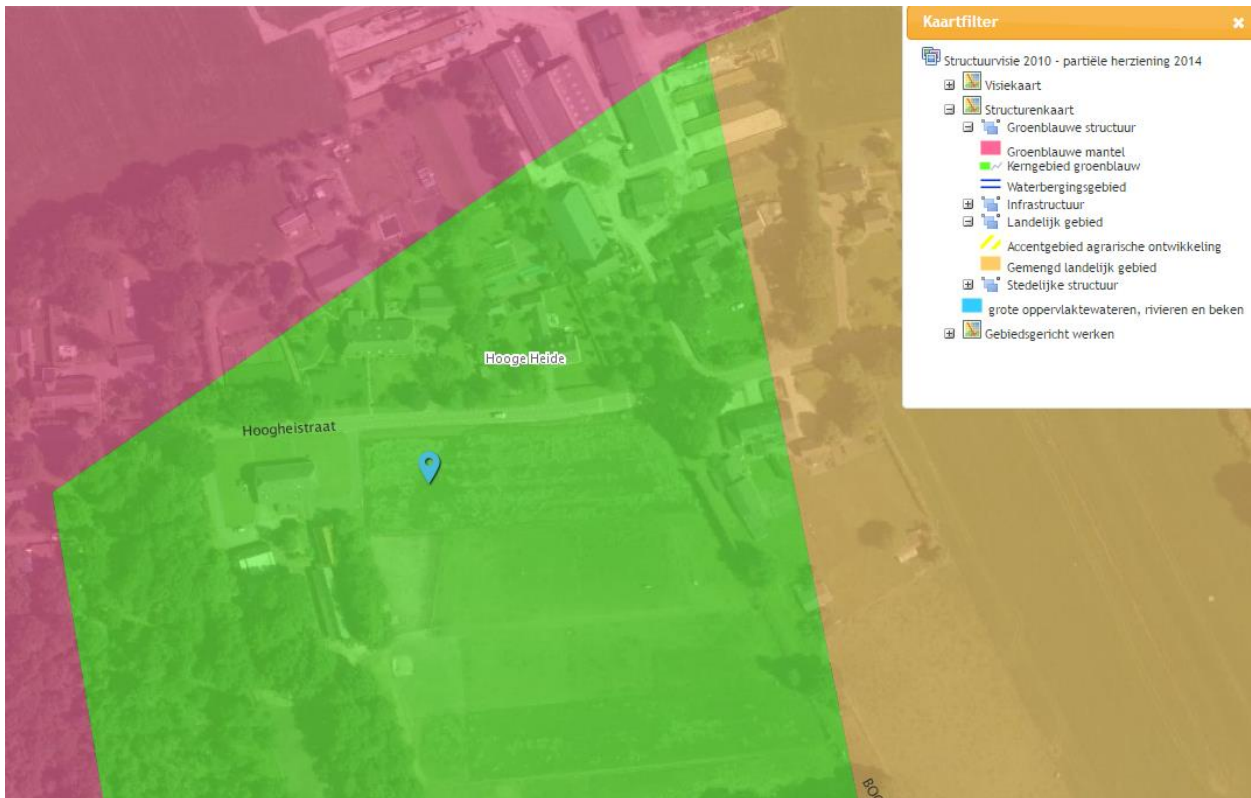 Kaartfilter
Structuurvisie 2010 - partiële herziening 2014
Visiekaart
Structurenkaart
Groenblauwe structuur
Groenblauwe mantel
Kerngebied groenblauw
Waterbergingsgebied
Infrastructuur
Landelijk gebied
Accentgebied agrarische ontwikkeling
Gemengd landelijk gebied
Stedelijke structuur
grote oppervlaktewateren, rivieren en beken
Gebiedsgericht werken
Hooge Heide
Hoogheistraat